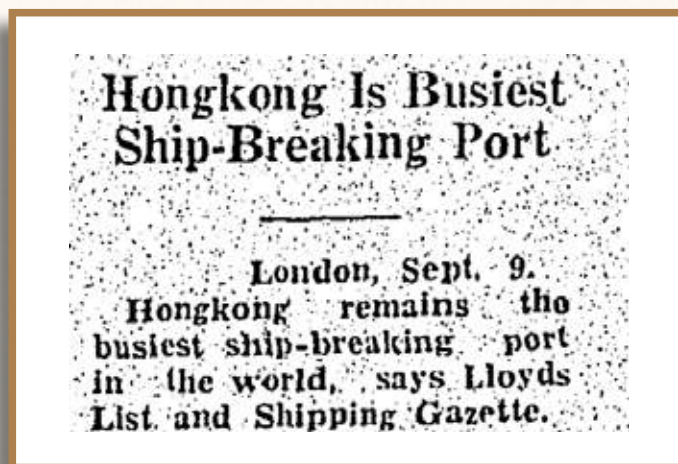 Hongkong Is Busiest
Ship-Breaking Port
London, Sept. 9.
Hongkong remains the
busiest ship-breaking port
in the world, says Lloyds
List and Shipping Gazette.